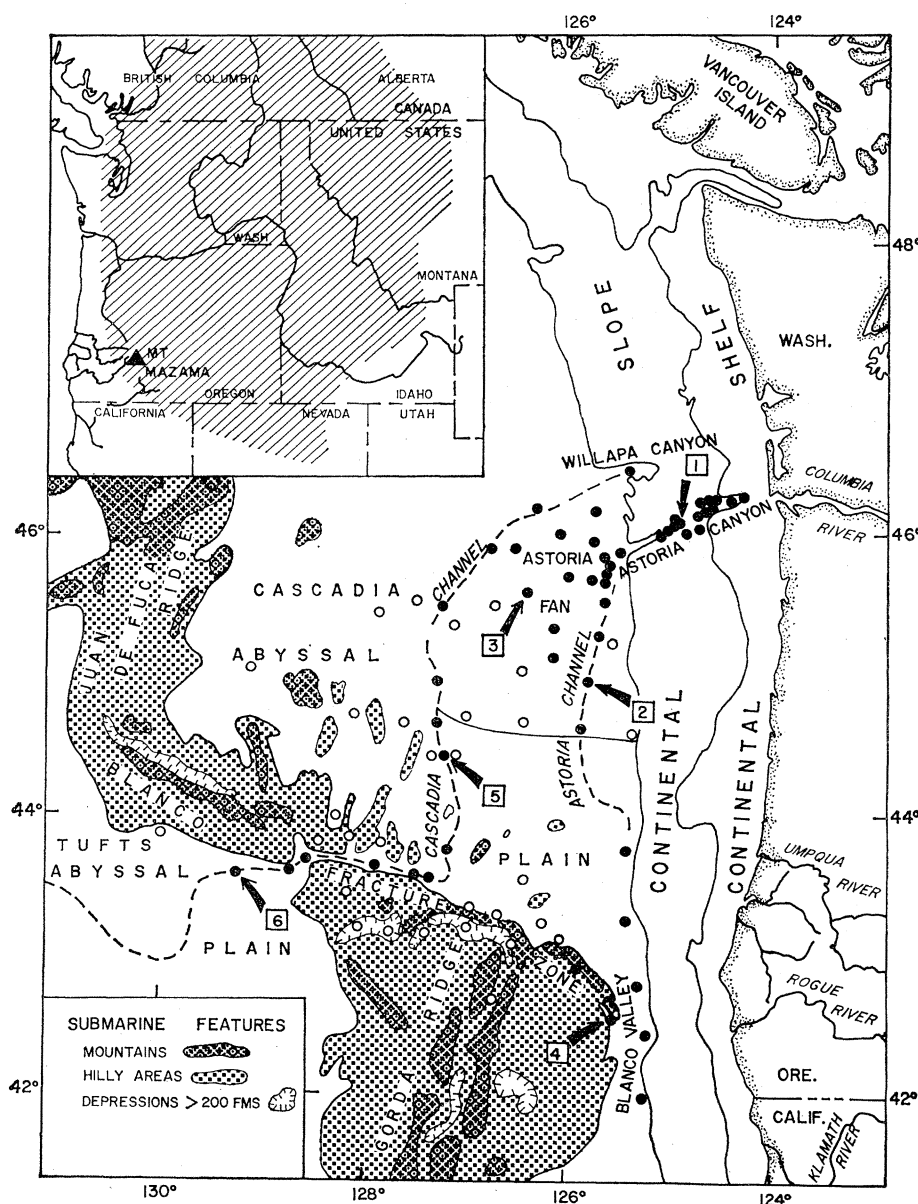 126° 124°
BRITISH COLUMBIA ALBERTA
CANADA
UNITED STATES
WASH
MONTANA
MT
MAZAMA
OREGON
IDAHO
CALIFORNIA
NEVADA
UTAH
VANCOUVER
ISLAND
48°
SLOPE
SHELF
WASH.
WILLAPA CANYON
1
COLUMBIA
RIVER
46°
46°
ASTORIA CANYON
CHANNEL
ASTORIA
FAN
3
JUAN DE FUCA
RIDGE
CASCADIA
ABYSSAL
CHANNEL
2
ASTORIA
5
CASCADIA
PLAIN
CONTINENTAL
CONTINENTAL
44°
44°
BLANCO
TUFTS
ABYSSAL
PLAIN
6
FRACTURE
ZONE
UMPQUA
RIVER
ROGUE
RIVER
RIDGE
GORDA
4
BLANCO VALLEY
ORE.
CALIF.
42°
42°
KLAMATH
RIVER
SUBMARINE FEATURES
MOUNTAINS
HILLY AREAS
DEPRESSIONS > 200 FMS
130° 128° 126° 124°